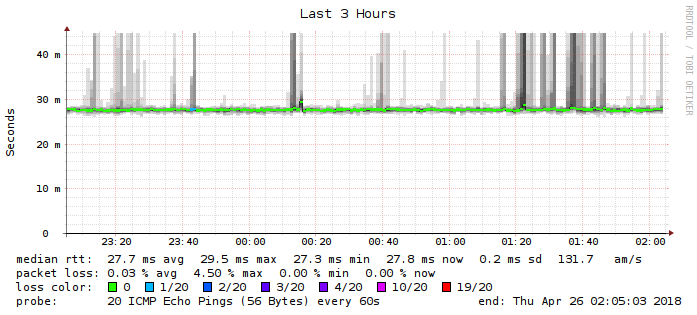 Last 3 Hours
RRDTOOL / TOBI OETIKER
Seconds
40 m
30 m
20 m
10 m
0
23:20 23:40 00:00 00:20 00:40 01:00 01:20 01:40 02:00
median rtt: 27.7 ms avg 29.5 ms max 27.3 ms min 27.8 ms now 0.2 ms sd 131.7 am/s
packet loss: 0.03 % avg 4.50 % max 0.00 % min 0.00 % now
loss color: 0 1/20 2/20 3/20 4/20 10/20 19/20
probe: 20 ICMP Echo Pings (56 Bytes) every 60s end: Thu Apr 26 02:05:03 2018